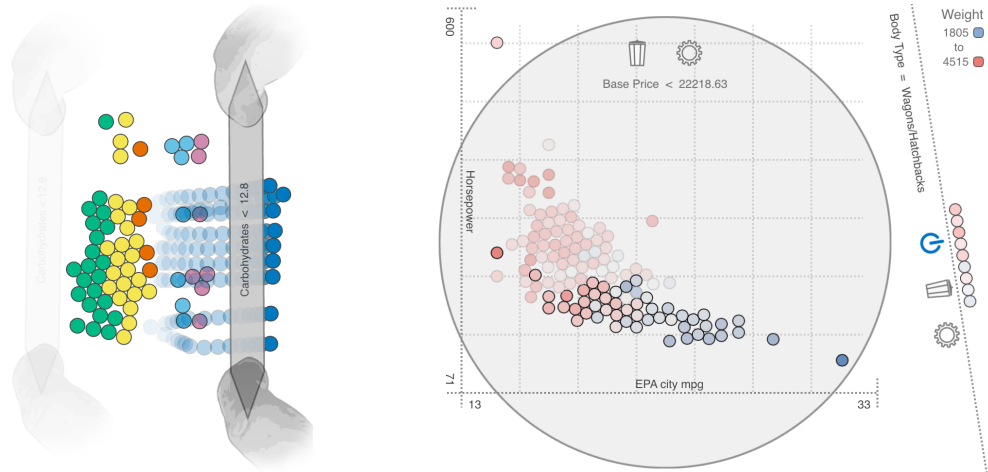 Carbohydrates < 12.8
Carbohydrates < 12.8
600
Horsepower
71
13
EPA city mpg
33
Base Price < 22218.63
Body Type = Wagons/Hatchbacks
Weight
1805
to
4515